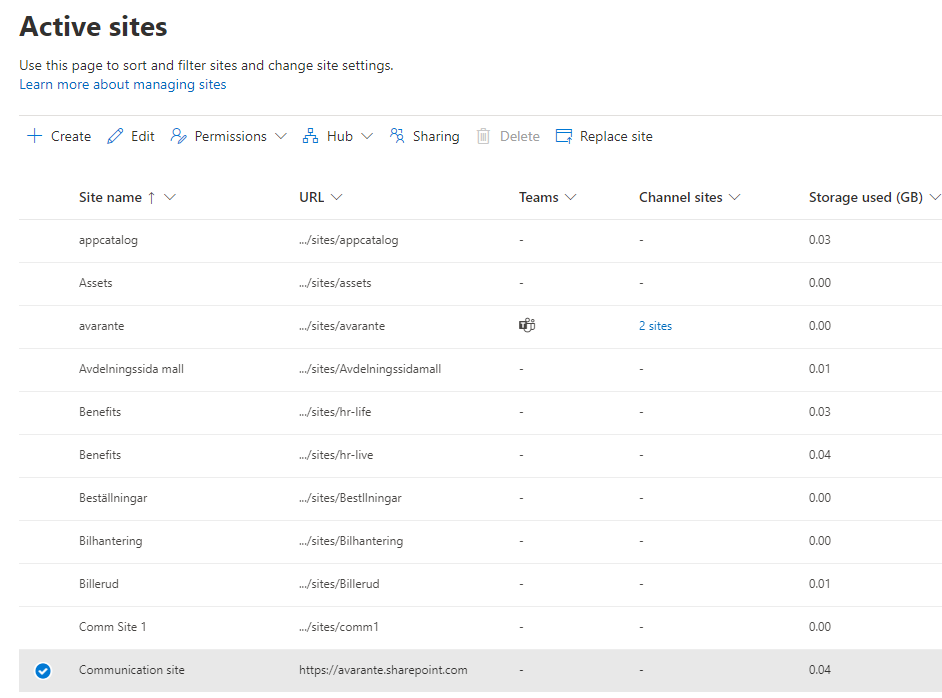 Active sites
Use this page to sort and filter sites and change site settings.
Learn more about managing sites
Create Edit Permissions Hub Sharing Delete Replace site
Site name ↑ URL Teams Channel sites Storage used (GB)
appcatalog .../sites/appcatalog - - 0.03
Assets .../sites/assets - - 0.00
avarante .../sites/avarante 2 sites 0.00
Avdelningssida mall .../sites/Avdelningssidamall - - 0.01
Benefits .../sites/hr-life - - 0.03
Benefits .../sites/hr-live - - 0.04
Beställningar .../sites/Bestllningar - - 0.00
Bilhantering .../sites/Bilhantering - - 0.00
Billerud .../sites/Billerud - - 0.01
Comm Site 1 .../sites/comm1 - - 0.00
Communication site https://avarante.sharepoint.com - - 0.04